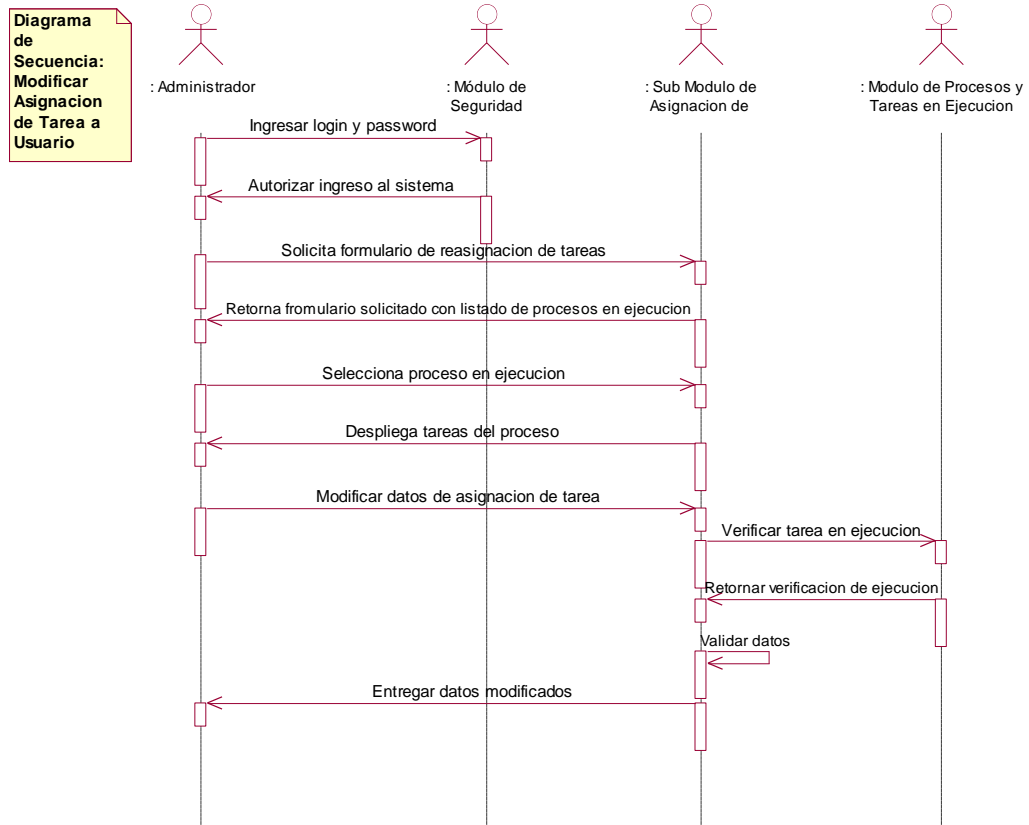 Diagrama
de
Secuencia:
Modificar
Asignacion
de Tarea a
Usuario
: Administrador
: Módulo de
Seguridad
: Sub Modulo de
Asignacion de
: Modulo de Procesos y
Tareas en Ejecucion
Ingresar login y password
Autorizar ingreso al sistema
Solicita formulario de reasignacion de tareas
Retorna fromulario solicitado con listado de procesos en ejecucion
Selecciona proceso en ejecucion
Despliega tareas del proceso
Modificar datos de asignacion de tarea
Verificar tarea en ejecucion
Retornar verificacion de ejecucion
Validar datos
Entregar datos modificados